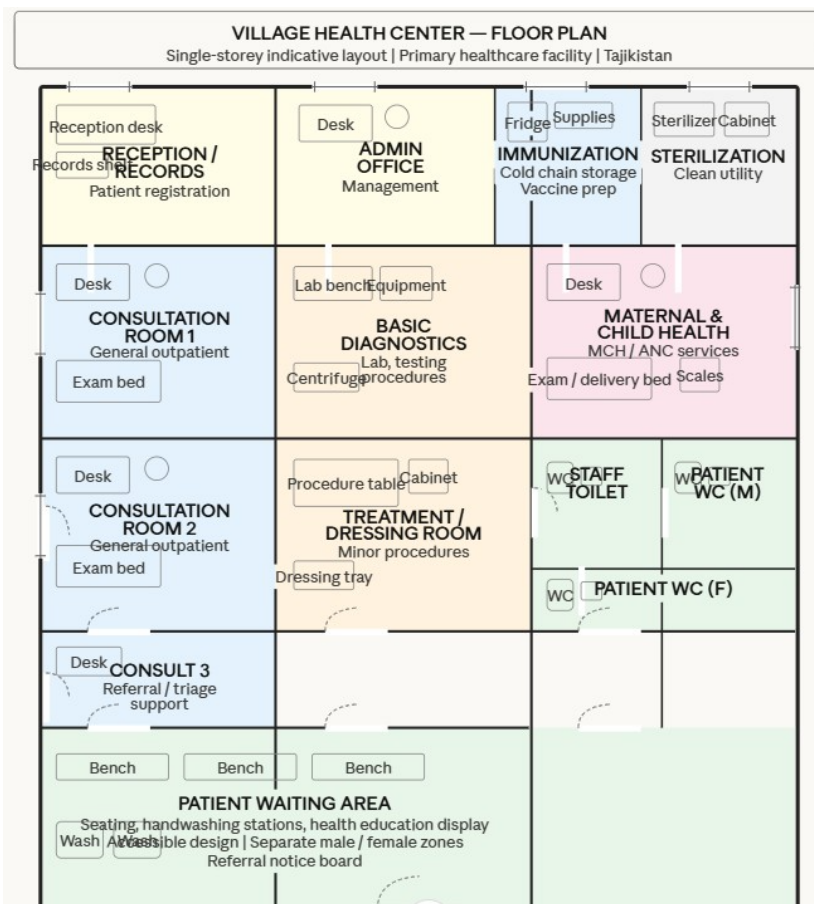 VILLAGE HEALTH CENTER — FLOOR PLAN
Single-storey indicative layout | Primary healthcare facility | Tajikistan
Reception desk
Records shelf
RECEPTION /
RECORDS
Patient registration
Desk
ADMIN
OFFICE
Management
Fridge
Supplies
IMMUNIZATION
Cold chain storage
Vaccine prep
Sterilizer
Cabinet
STERILIZATION
Clean utility
Desk
CONSULTATION
ROOM 1
General outpatient
Exam bed
Lab bench
Equipment
BASIC
DIAGNOSTICS
Lab, testing
procedures
Centrifuge
Desk
MATERNAL &
CHILD HEALTH
MCH / ANC services
Exam / delivery bed
Scales
Desk
CONSULTATION
ROOM 2
General outpatient
Exam bed
Procedure table
Cabinet
TREATMENT /
DRESSING ROOM
Minor procedures
Dressing tray
WC
STAFF
TOILET
WC
PATIENT
WC (M)
WC
PATIENT WC (F)
Desk
CONSULT 3
Referral / triage
support
Bench
Bench
Bench
PATIENT WAITING AREA
Seating, handwashing stations, health education display
Wash
Wash
Accessible design | Separate male / female zones
Referral notice board